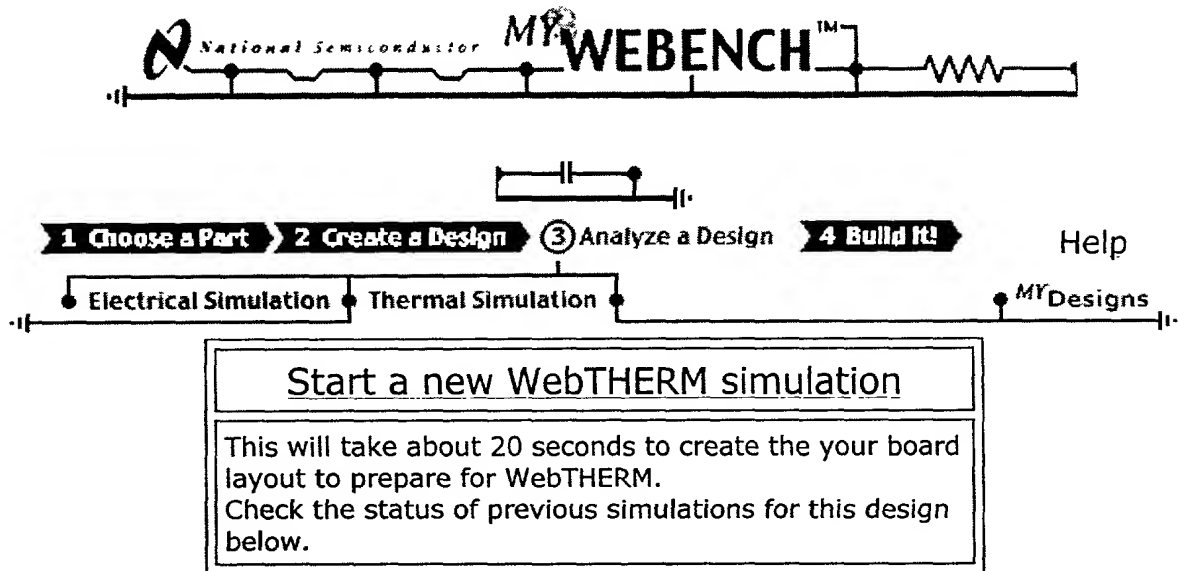 National Semiconductor MY WEBENCH™
1 Choose a Part 2 Create a Design 3 Analyze a Design 4 Build It! Help
Electrical Simulation Thermal Simulation MY Designs
Start a new WebTHERM simulation
This will take about 20 seconds to create the your board
layout to prepare for WebTHERM.
Check the status of previous simulations for this design
below.